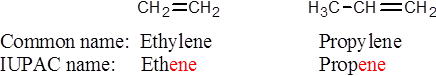 CH₂=CH₂ H₃C—CH=CH₂
Common name: Ethylene Propylene
IUPAC name: Ethene Propene